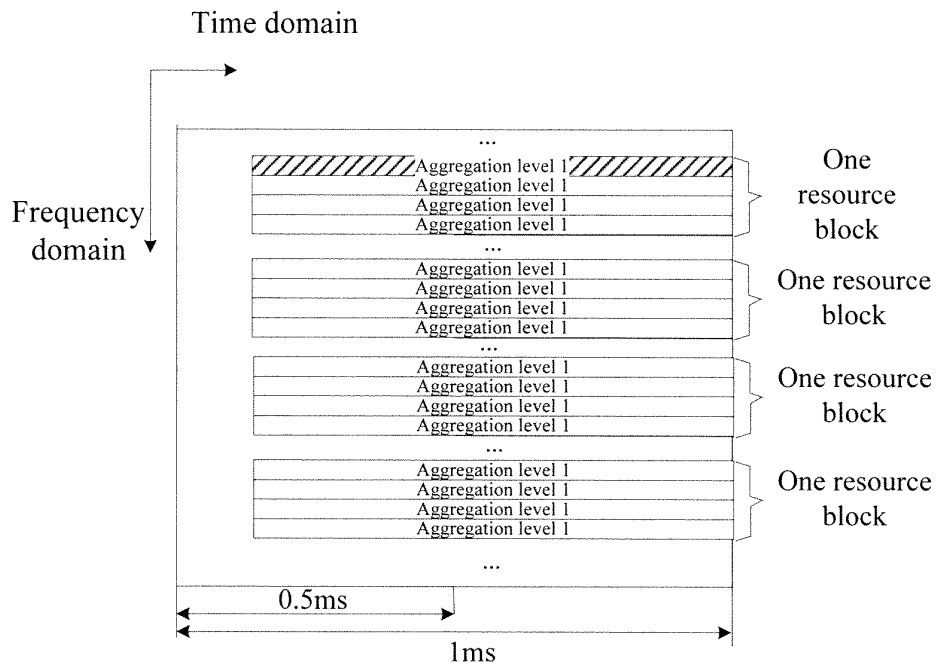 Time domain
Frequency
domain
...
Aggregation level 1
Aggregation level 1
Aggregation level 1
Aggregation level 1
One
resource
block
...
Aggregation level 1
Aggregation level 1
Aggregation level 1
Aggregation level 1
One resource
block
...
Aggregation level 1
Aggregation level 1
Aggregation level 1
Aggregation level 1
One resource
block
...
Aggregation level 1
Aggregation level 1
Aggregation level 1
Aggregation level 1
One resource
block
...
0.5ms
1ms